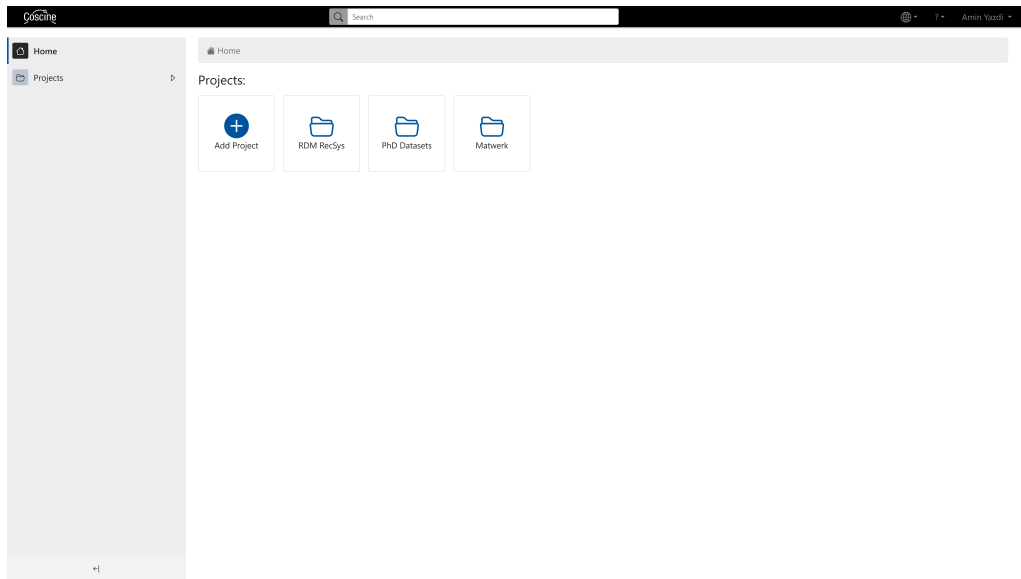 Coscine
Search
?
Amin Yazdi
Home
Projects
Home
Projects:
Add Project
RDM RecSys
PhD Datasets
Matwerk